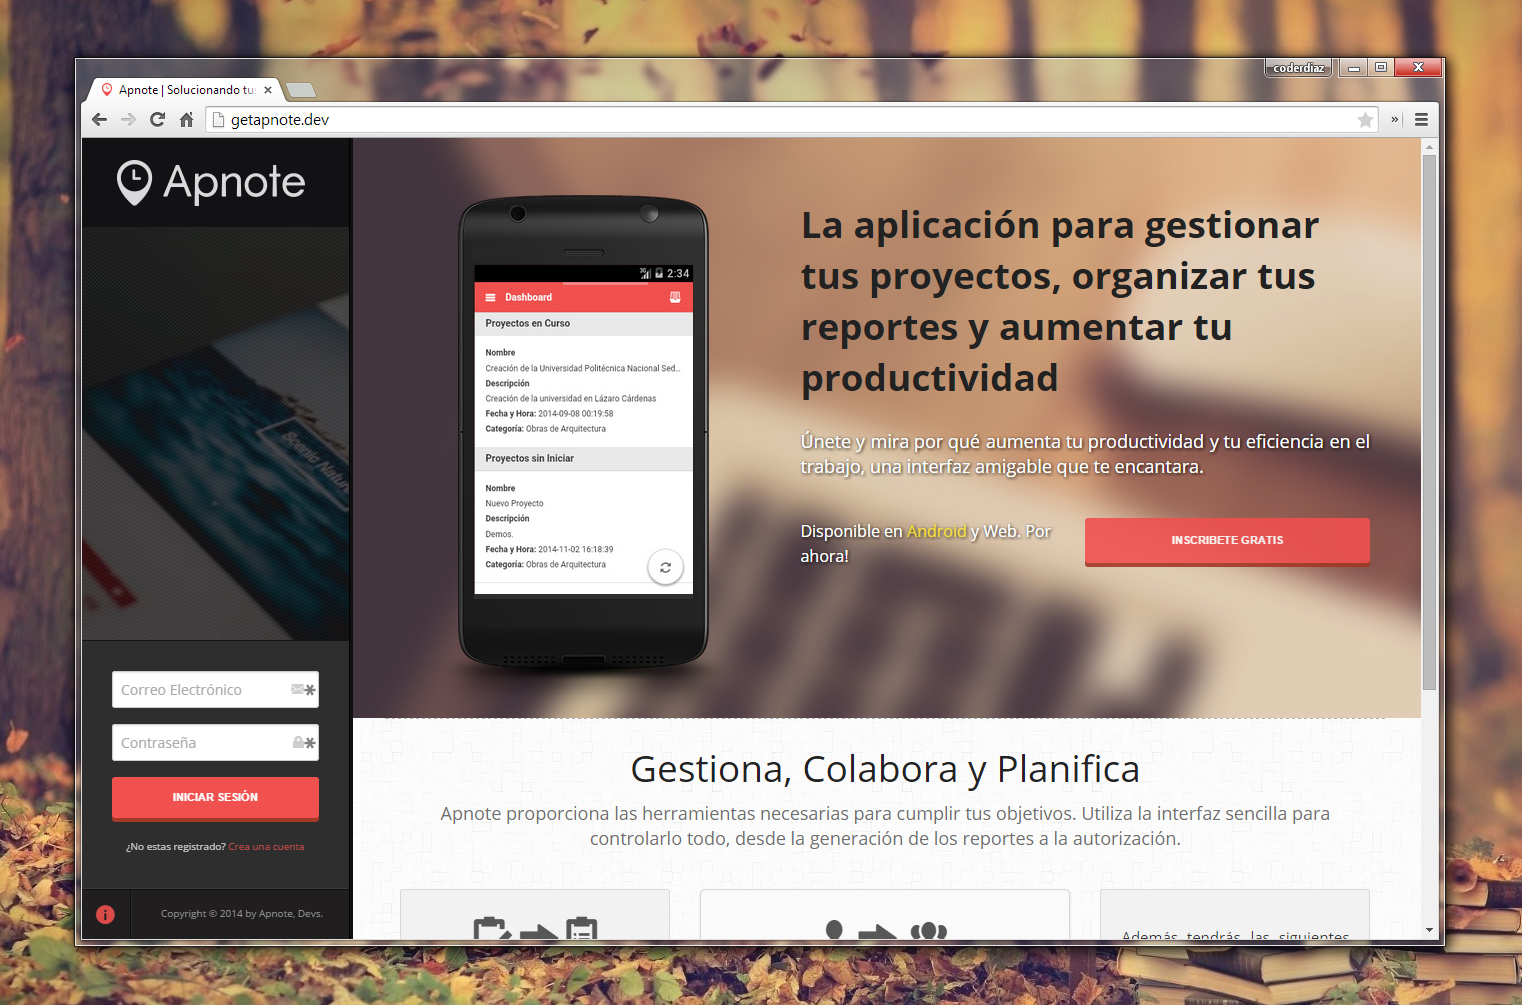 coderdiaz
Apnote | Solucionando tu
getapnote.dev
Apnote
La aplicación para gestionar
tus proyectos, organizar tus
reportes y aumentar tu
productividad
Únete y mira por qué aumenta tu productividad y tu eficiencia en el
trabajo, una interfaz amigable que te encantara.
Disponible en Android y Web. Por
ahora!
INSCRIBETE GRATIS
3G 2:34
Dashboard
Proyectos en Curso
Nombre
Creación de la Universidad Politécnica Nacional Sed...
Descripción
Creación de la universidad en Lázaro Cárdenas
Fecha y Hora: 2014-09-08 00:19:58
Categoría: Obras de Arquitectura
Proyectos sin Iniciar
Nombre
Nuevo Proyecto
Descripción
Demos.
Fecha y Hora: 2014-11-02 16:18:39
Categoría: Obras de Arquitectura
Correo Electrónico
Contraseña
INICIAR SESIÓN
¿No estas registrado? Crea una cuenta
Copyright © 2014 by Apnote, Devs.
Gestiona, Colabora y Planifica
Apnote proporciona las herramientas necesarias para cumplir tus objetivos. Utiliza la interfaz sencilla para
controlarlo todo, desde la generación de los reportes a la autorización.
Además tendrás las siguientes